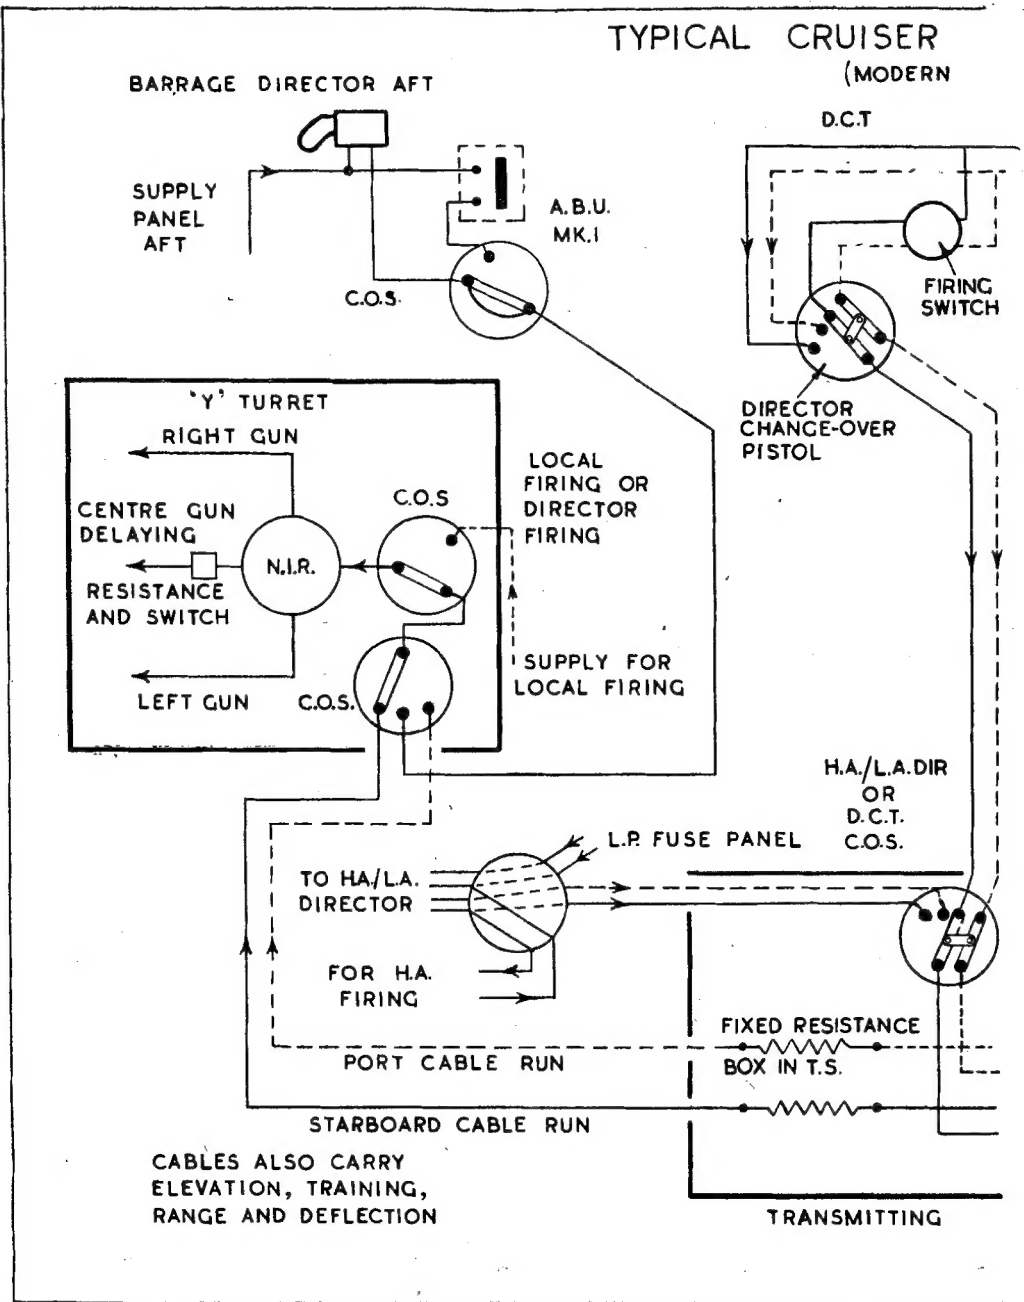 TYPICAL CRUISER
(MODERN
BARRAGE DIRECTOR AFT
D.C.T
SUPPLY
PANEL
AFT
A.B.U.
MK.I
C.O.S.
FIRING
SWITCH
DIRECTOR
CHANGE-OVER
PISTOL
'Y' TURRET
RIGHT GUN
LOCAL
FIRING OR
DIRECTOR
FIRING
C.O.S
CENTRE GUN
DELAYING
N.I.R.
RESISTANCE
AND SWITCH
SUPPLY FOR
LOCAL FIRING
LEFT GUN
C.O.S.
H.A./L.A.DIR
OR
D.C.T.
C.O.S.
L.P. FUSE PANEL
TO HA./L.A.
DIRECTOR
FOR H.A.
FIRING
FIXED RESISTANCE
BOX IN T.S.
PORT CABLE RUN
STARBOARD CABLE RUN
CABLES ALSO CARRY
ELEVATION, TRAINING,
RANGE AND DEFLECTION
TRANSMITTING